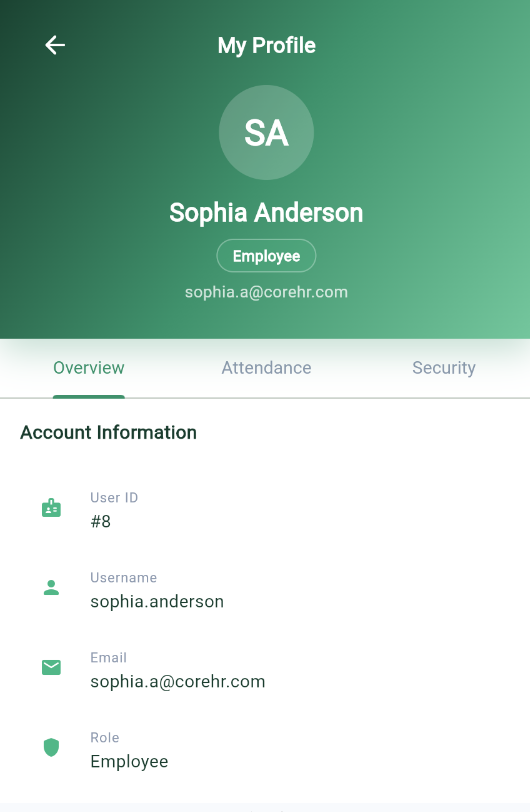 My Profile
SA
Sophia Anderson
Employee
sophia.a@corehr.com
Overview Attendance Security
Account Information
User ID
#8
Username
sophia.anderson
Email
sophia.a@corehr.com
Role
Employee